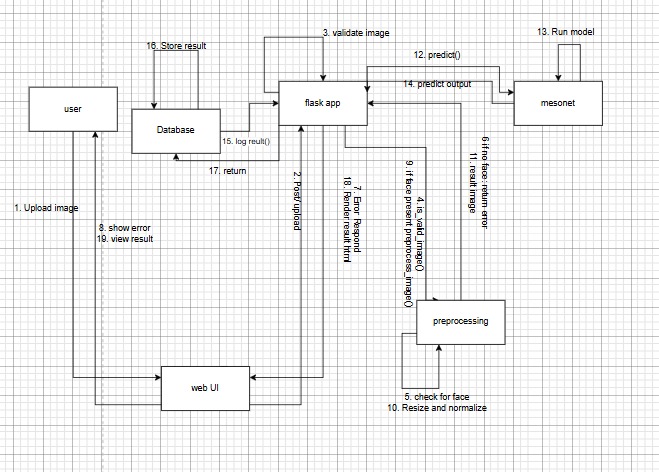 3. validate image
13. Run model
16. Store result
12. predict()
14. predict output
user
flask app
mesonet
Database
15. log reult()
17. return
1. Upload image
8. show error
19. view result
2. Post/ upload
7. Error Respond
18. Render result html
4. is_valid_image()
9. if face present preprocess_image()
6 if no face: return error
11. result image
preprocessing
web UI
5. check for face
10. Resize and normalize